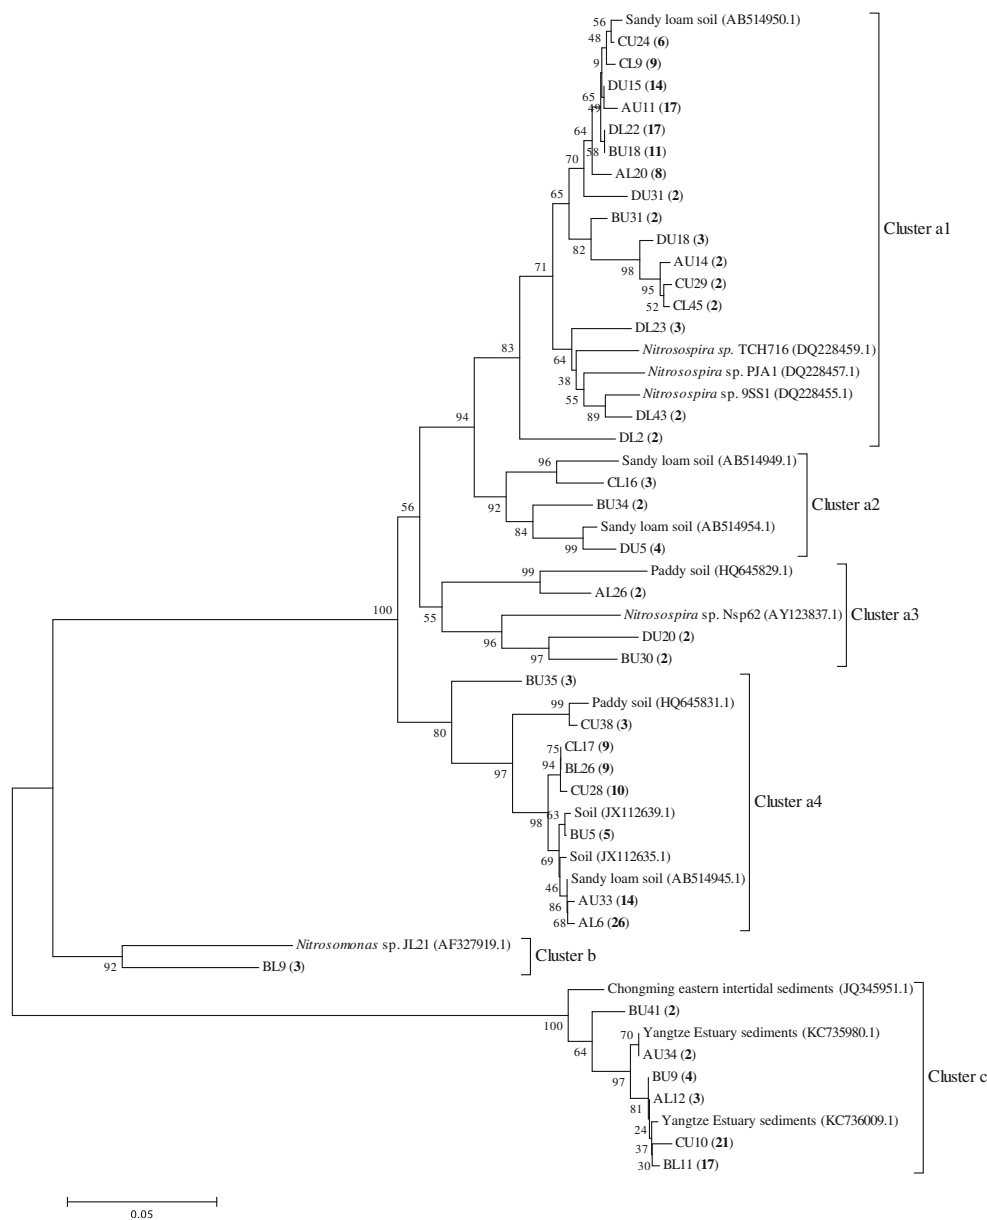 56 Sandy loam soil (AB514950.1)
48 CU24 (6)
9 CL9 (9)
DU15 (14)
65
49 AU11 (17)
64 DL22 (17)
58 BU18 (11)
70 AL20 (8)
65 DU31 (2)
BU31 (2)
Cluster a1
82 DU18 (3)
98 AU14 (2)
71
95 CU29 (2)
52 CL45 (2)
DL23 (3)
83
64 Nitrosospira sp. TCH716 (DQ228459.1)
38 Nitrosospira sp. PJA1 (DQ228457.1)
55 Nitrosospira sp. 9SS1 (DQ228455.1)
89 DL43 (2)
94
DL2 (2)
96 Sandy loam soil (AB514949.1)
CL16 (3)
92 BU34 (2)
Cluster a2
56
84 Sandy loam soil (AB514954.1)
99 DU5 (4)
99 Paddy soil (HQ645829.1)
AL26 (2)
100
55 Nitrosospira sp. Nsp62 (AY123837.1)
Cluster a3
96 DU20 (2)
97 BU30 (2)
BU35 (3)
99 Paddy soil (HQ645831.1)
80 CU38 (3)
75 CL17 (9)
94 BL26 (9)
97
CU28 (10)
Cluster a4
63 Soil (JX112639.1)
98 BU5 (5)
69 Soil (JX112635.1)
Sandy loam soil (AB514945.1)
46
86 AU33 (14)
68 AL6 (26)
Nitrosomonas sp. JL21 (AF327919.1)
Cluster b
92 BL9 (3)
Chongming eastern intertidal sediments (JQ345951.1)
BU41 (2)
100
70 Yangtze Estuary sediments (KC735980.1)
64 AU34 (2)
97 BU9 (4)
Cluster c
81 AL12 (3)
24 Yangtze Estuary sediments (KC736009.1)
37 CU10 (21)
30 BL11 (17)
0.05